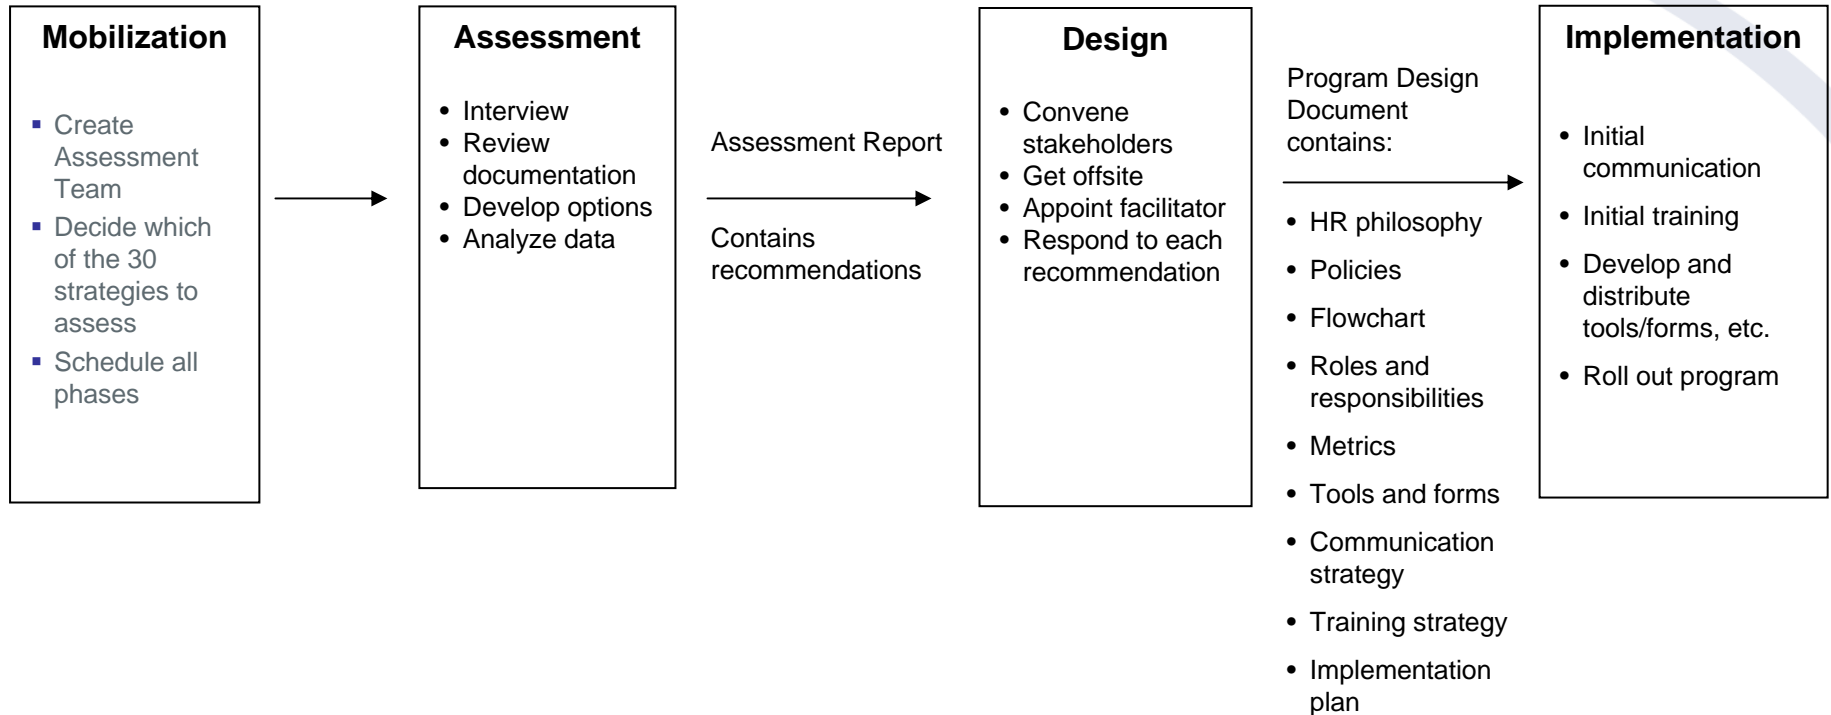 Mobilization
▪ Create
Assessment
Team
▪ Decide which
of the 30
strategies to
assess
▪ Schedule all
phases
Assessment
• Interview
• Review
documentation
• Develop options
• Analyze data
Assessment Report
Contains
recommendations
Design
• Convene
stakeholders
• Get offsite
• Appoint facilitator
• Respond to each
recommendation
Program Design
Document
contains:
• HR philosophy
• Policies
• Flowchart
• Roles and
responsibilities
• Metrics
• Tools and forms
• Communication
strategy
• Training strategy
• Implementation
plan
Implementation
• Initial
communication
• Initial training
• Develop and
distribute
tools/forms, etc.
• Roll out program